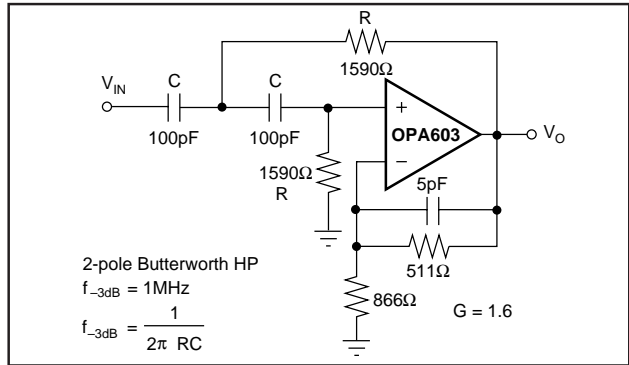 R
1590Ω
V_IN
C
C
100pF
100pF
+
OPA603
−
V_O
1590Ω
R
5pF
511Ω
866Ω
G = 1.6
2-pole Butterworth HP
f_−3dB = 1MHz
f_−3dB = 1
2π RC